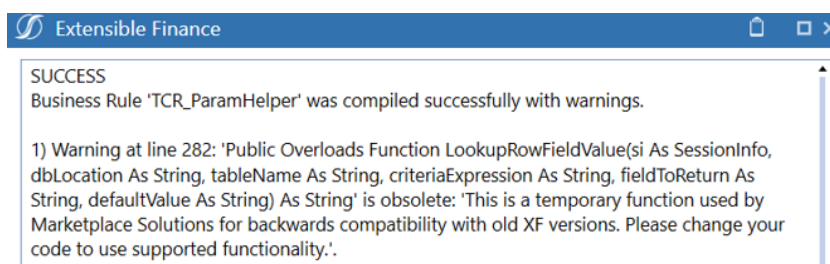 Extensible Finance
SUCCESS
Business Rule 'TCR_ParamHelper' was compiled successfully with warnings.
1) Warning at line 282: 'Public Overloads Function LookupRowFieldValue(si As SessionInfo,
dbLocation As String, tableName As String, criteriaExpression As String, fieldToReturn As
String, defaultValue As String) As String' is obsolete: 'This is a temporary function used by
Marketplace Solutions for backwards compatibility with old XF versions. Please change your
code to use supported functionality.'.